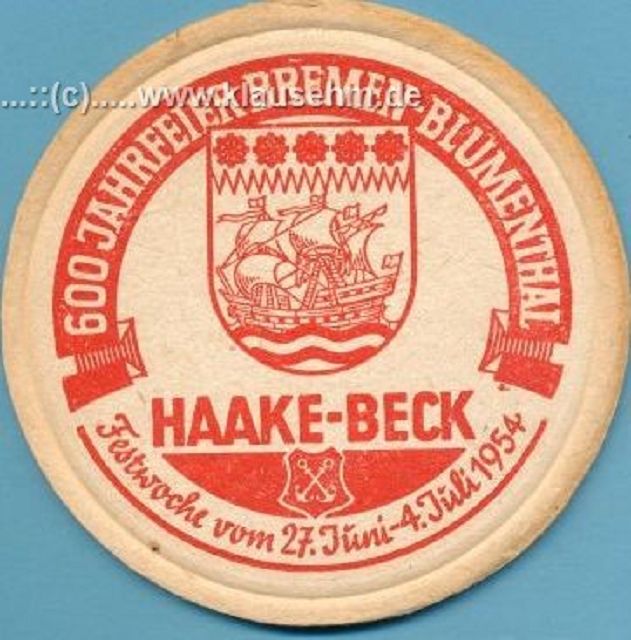 ...::(c).....www.klausehm.de
600 JAHRFEIER BREMEN-BLUMENTHAL
HAAKE-BECK
Festwoche vom 27. Juni-4. Juli 1954